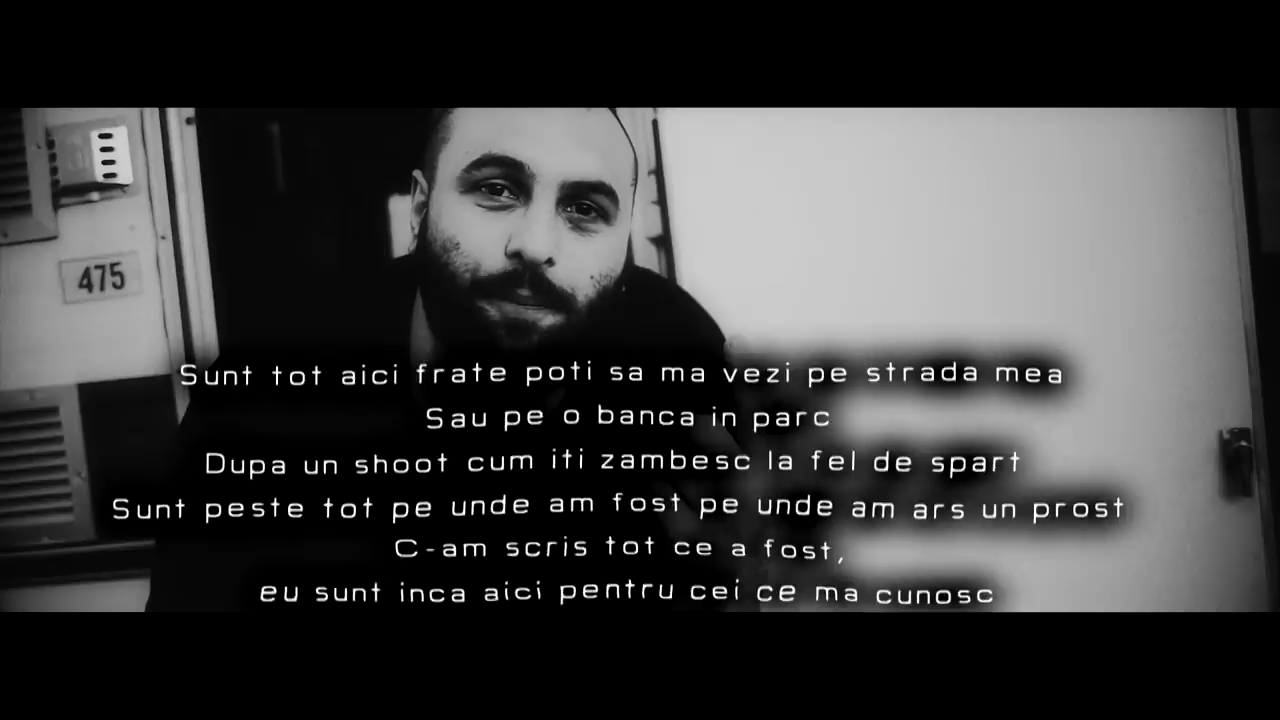 475
Sunt tot aici frate poti sa ma vezi pe strada mea
Sau pe o banca in parc
Dupa un shoot cum iti zambesc la fel de spart
Sunt peste tot pe unde am fost pe unde am ars un prost
C-am scris tot ce a fost,
eu sunt inca aici pentru cei ce ma cunosc